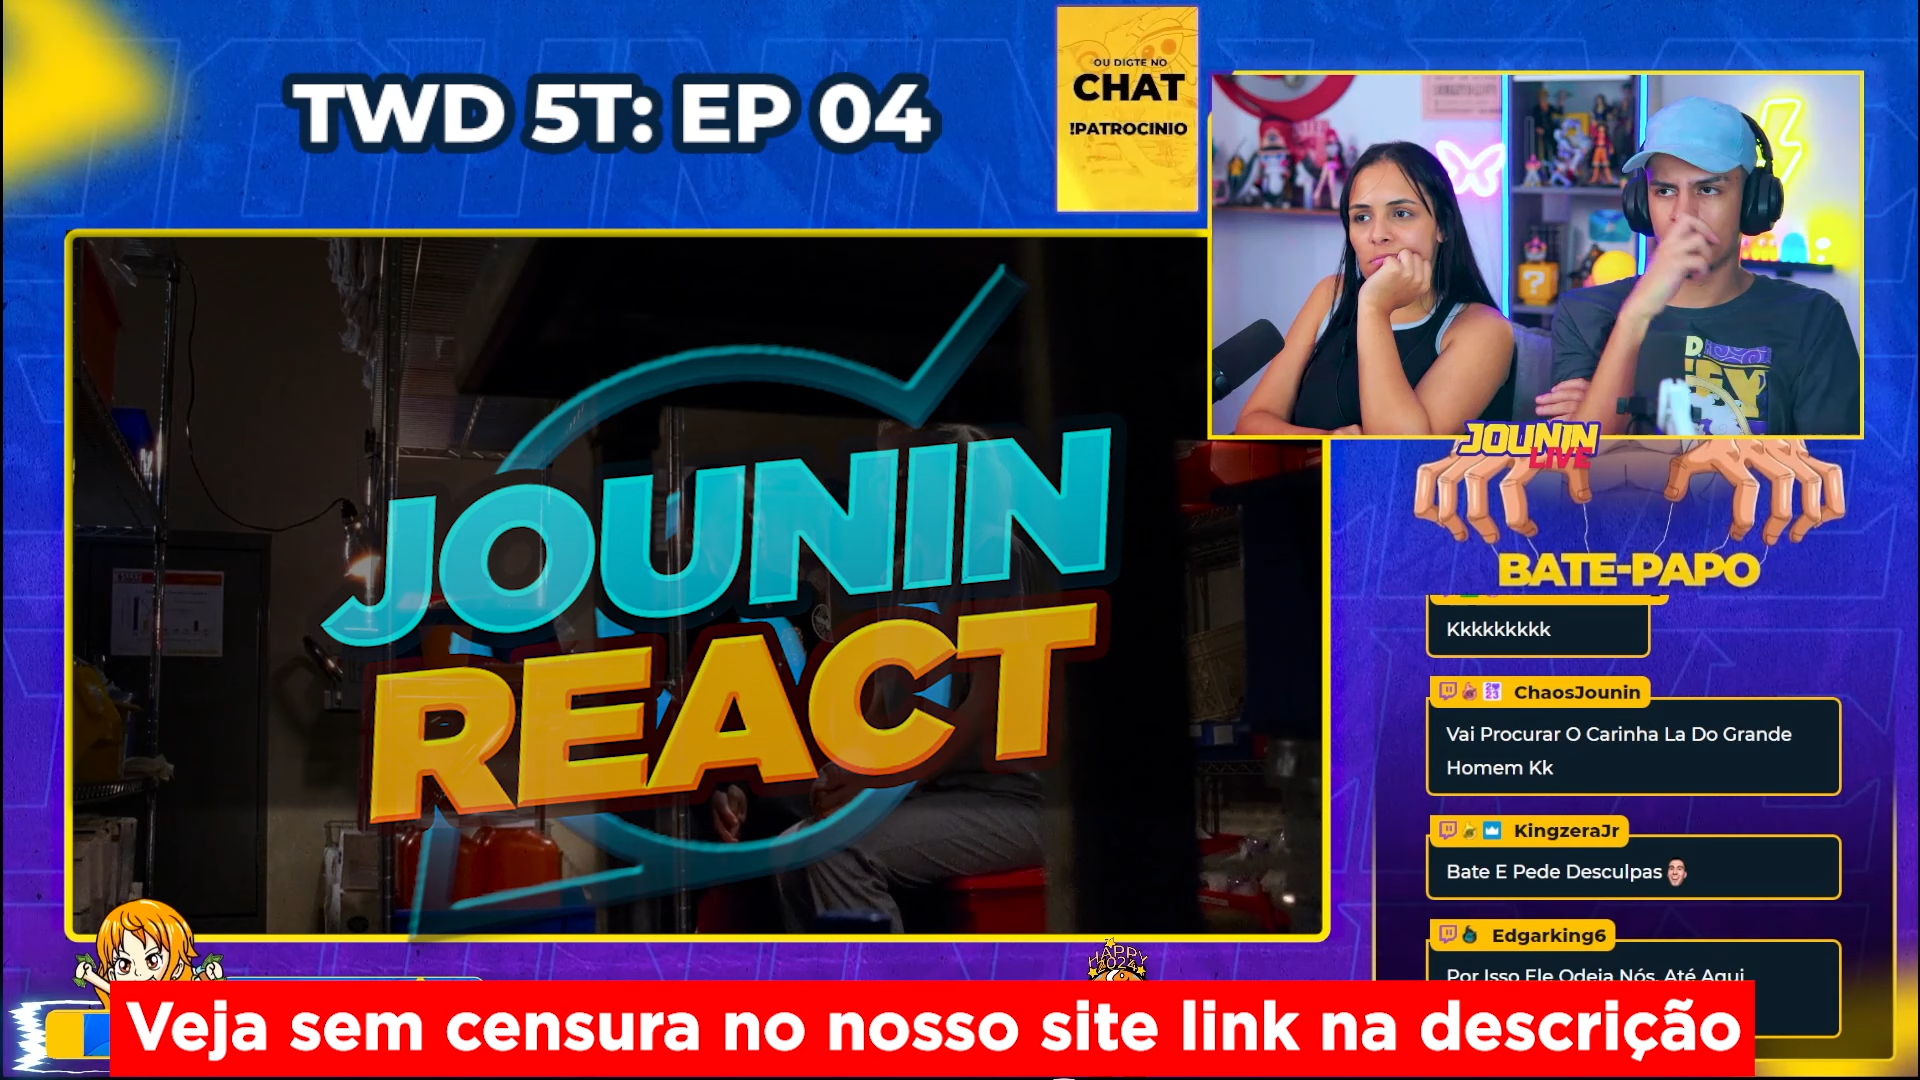 TWD 5T: EP 04
OU DIGTE NO
CHAT
!PATROCINIO
JOUNIN
REACT
JOUNIN
LIVE
BATE-PAPO
Kkkkkkkkk
ChaosJounin
Vai Procurar O Carinha La Do Grande
Homem Kk
KingzeraJr
Bate E Pede Desculpas
Edgarking6
Por Isso Ele Odeia Nós. Até Aqui
HAPPY
2024
Veja sem censura no nosso site link na descrição